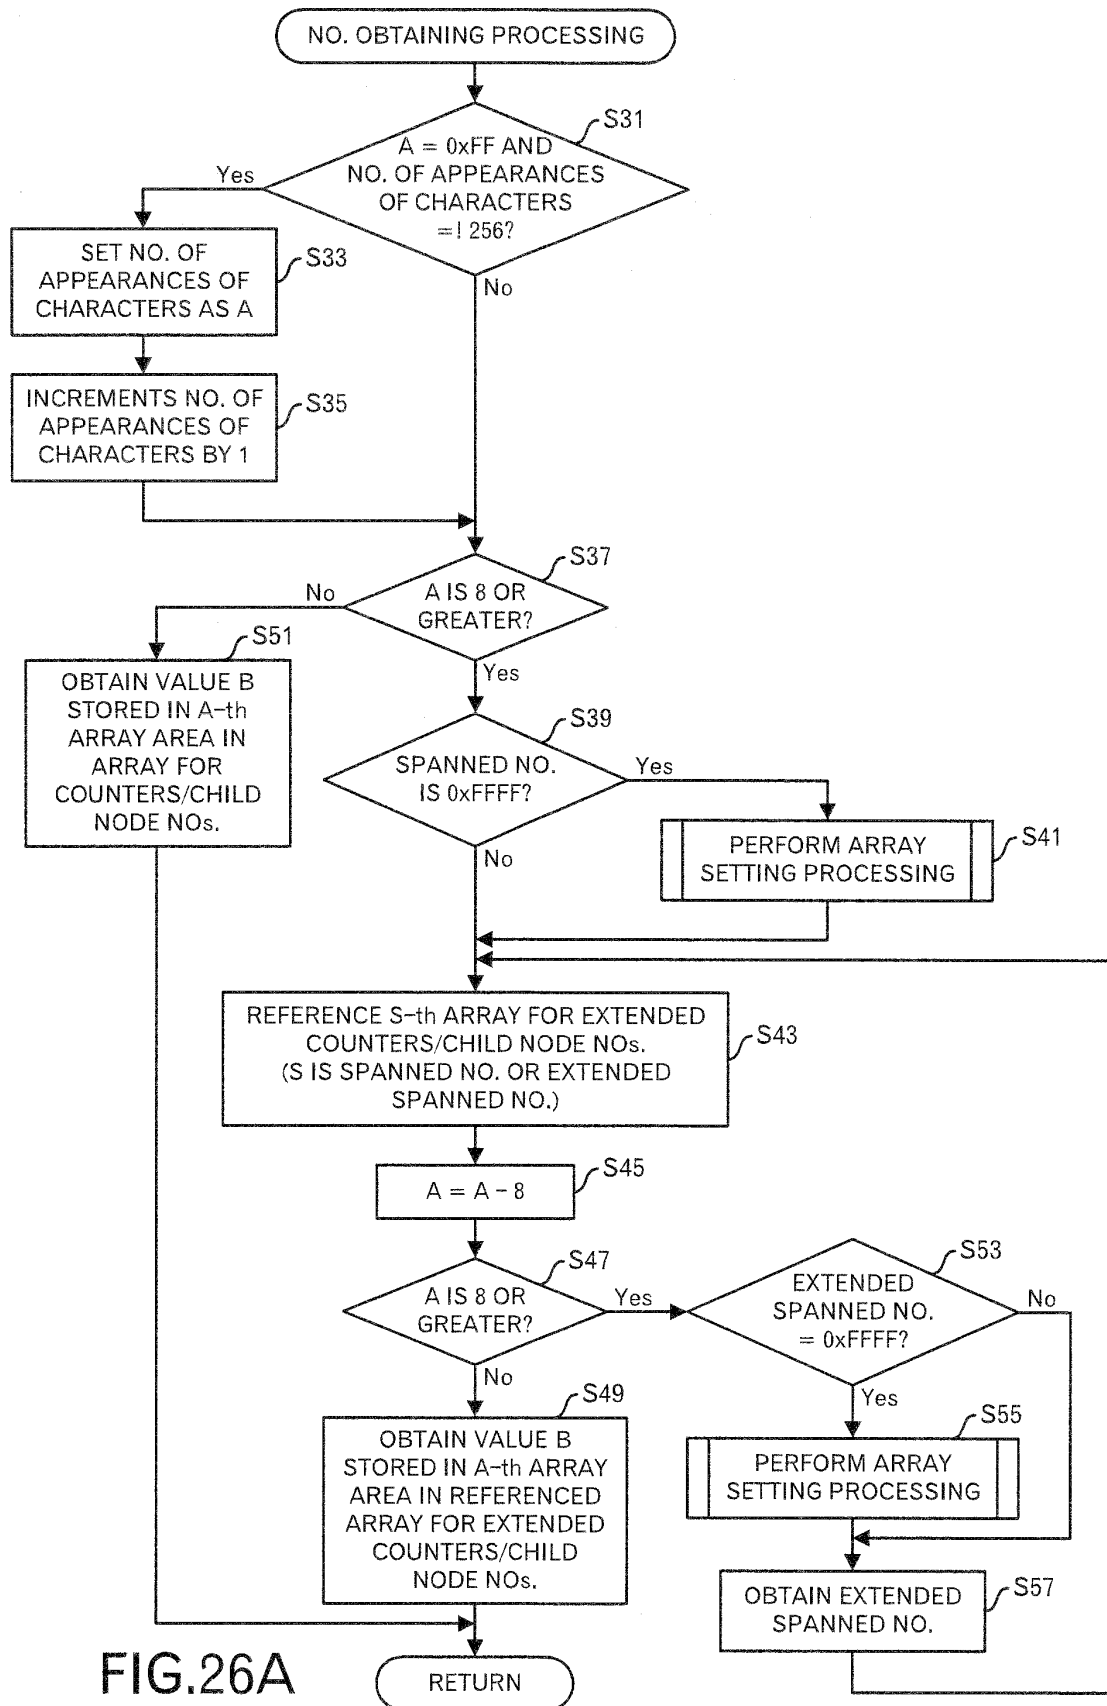 NO. OBTAINING PROCESSING
S31
A = 0xFF AND
NO. OF APPEARANCES
OF CHARACTERS
=! 256?
Yes
No
SET NO. OF
APPEARANCES OF
CHARACTERS AS A
S33
INCREMENTS NO. OF
APPEARANCES OF
CHARACTERS BY 1
S35
S37
A IS 8 OR
GREATER?
No
Yes
S51
OBTAIN VALUE B
STORED IN A-th
ARRAY AREA IN
ARRAY FOR
COUNTERS/CHILD
NODE NOs.
S39
SPANNED NO.
IS 0xFFFF?
Yes
No
PERFORM ARRAY
SETTING PROCESSING
S41
REFERENCE S-th ARRAY FOR EXTENDED
COUNTERS/CHILD NODE NOs.
(S IS SPANNED NO. OR EXTENDED
SPANNED NO.)
S43
A = A - 8
S45
S47
A IS 8 OR
GREATER?
Yes
No
S53
EXTENDED
SPANNED NO.
= 0xFFFF?
No
Yes
S49
OBTAIN VALUE B
STORED IN A-th ARRAY
AREA IN REFERENCED
ARRAY FOR EXTENDED
COUNTERS/CHILD
NODE NOs.
S55
PERFORM ARRAY
SETTING PROCESSING
OBTAIN EXTENDED
SPANNED NO.
S57
RETURN
FIG.26A